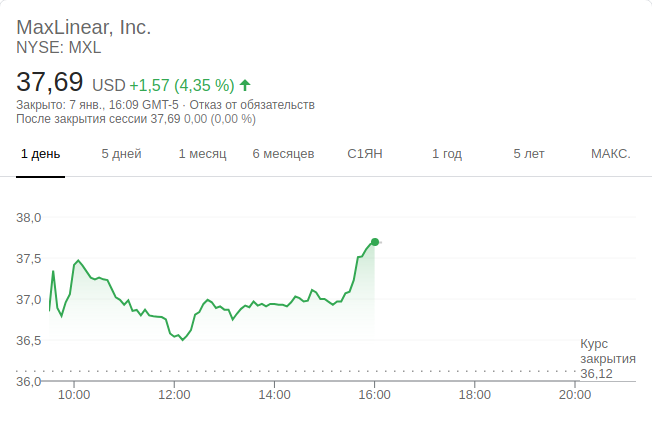 MaxLinear, Inc.
NYSE: MXL
37,69 USD +1,57 (4,35 %)
Закрыто: 7 янв., 16:09 GMT-5 · Отказ от обязательств
После закрытия сессии 37,69 0,00 (0,00 %)
1 день 5 дней 1 месяц 6 месяцев С1ЯН 1 год 5 лет МАКС.
38,0
37,5
37,0
36,5
36,0
Курс
закрытия
36,12
10:00 12:00 14:00 16:00 18:00 20:00